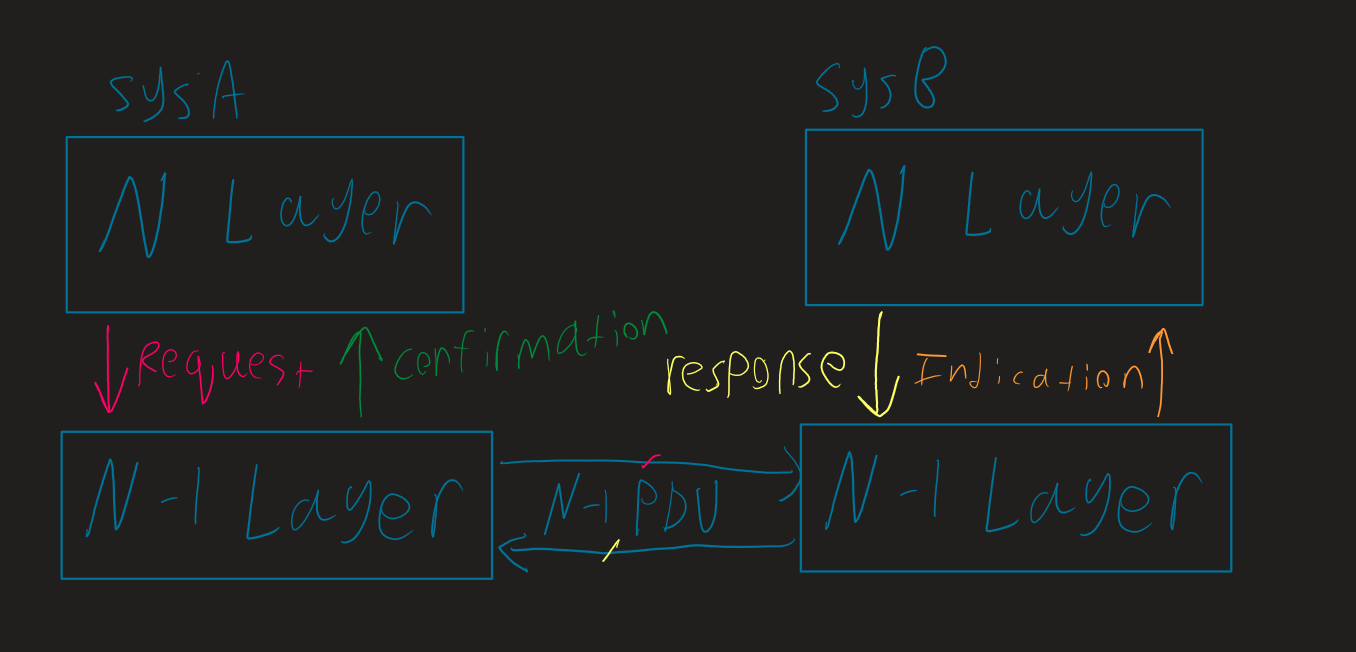 sysA
sysB
N Layer
N Layer
Request
confirmation
response
Indication
N-1 Layer
N-1 PDU
N-1 Layer